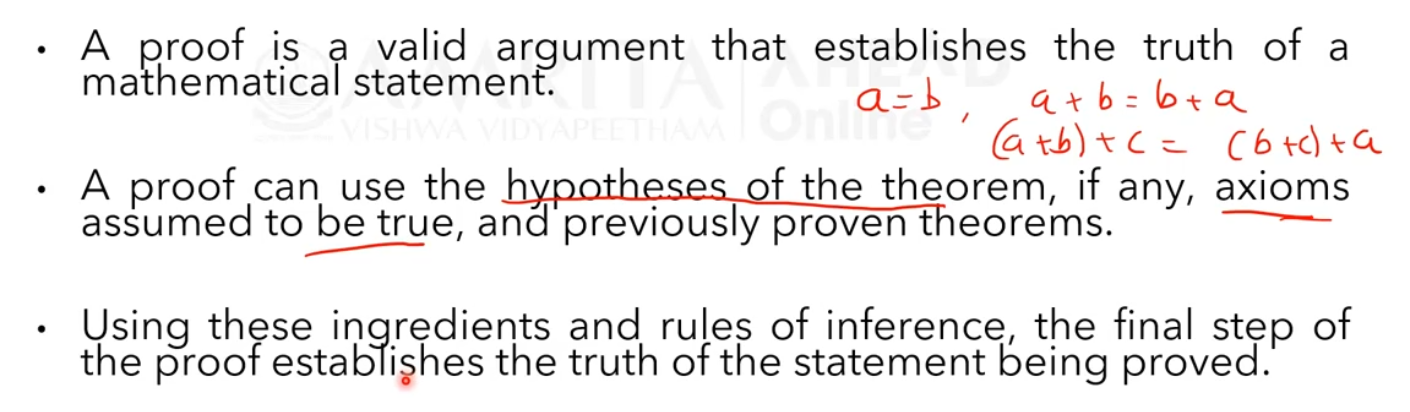 • A proof is a valid argument that establishes the truth of a
mathematical statement.
AMRITA AHEAD
VISHWA VIDYAPEETHAM Online
a = b , a + b = b + a
(a + b) + c = (b + c) + a
• A proof can use the hypotheses of the theorem, if any, axioms
assumed to be true, and previously proven theorems.
• Using these ingredients and rules of inference, the final step of
the proof establishes the truth of the statement being proved.